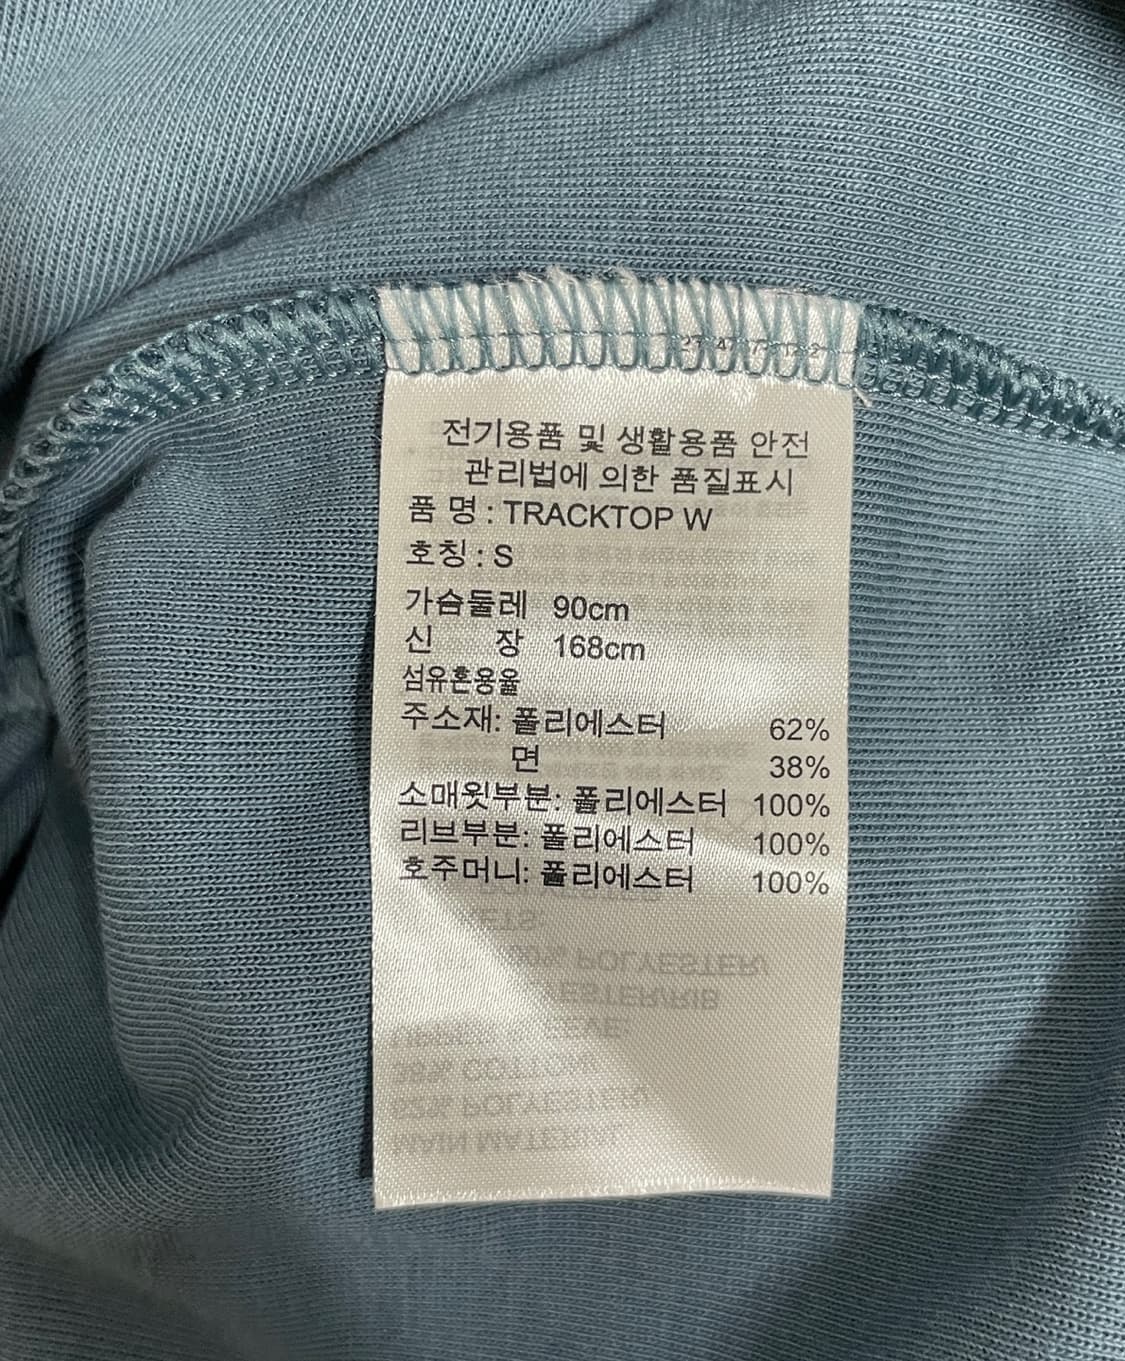 전기용품 및 생활용품 안전
관리법에 의한 품질표시
품 명 : TRACKTOP W
호칭 : S
가슴둘레 90cm
신 장 168cm
섬유혼용율
주소재: 폴리에스터 62%
면 38%
소매윗부분: 폴리에스터 100%
리브부분: 폴리에스터 100%
호주머니: 폴리에스터 100%